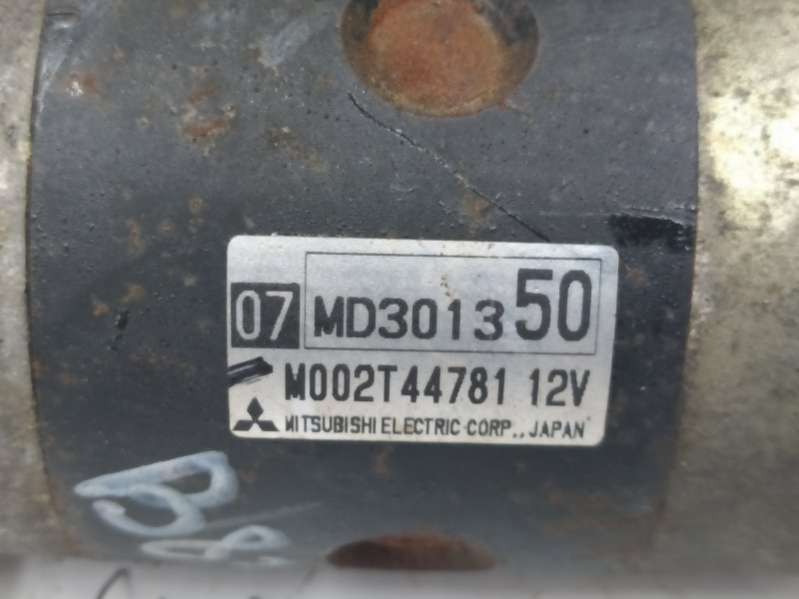 07 MD301350
M002T44781 12V
MITSUBISHI ELECTRIC CORP., JAPAN
B